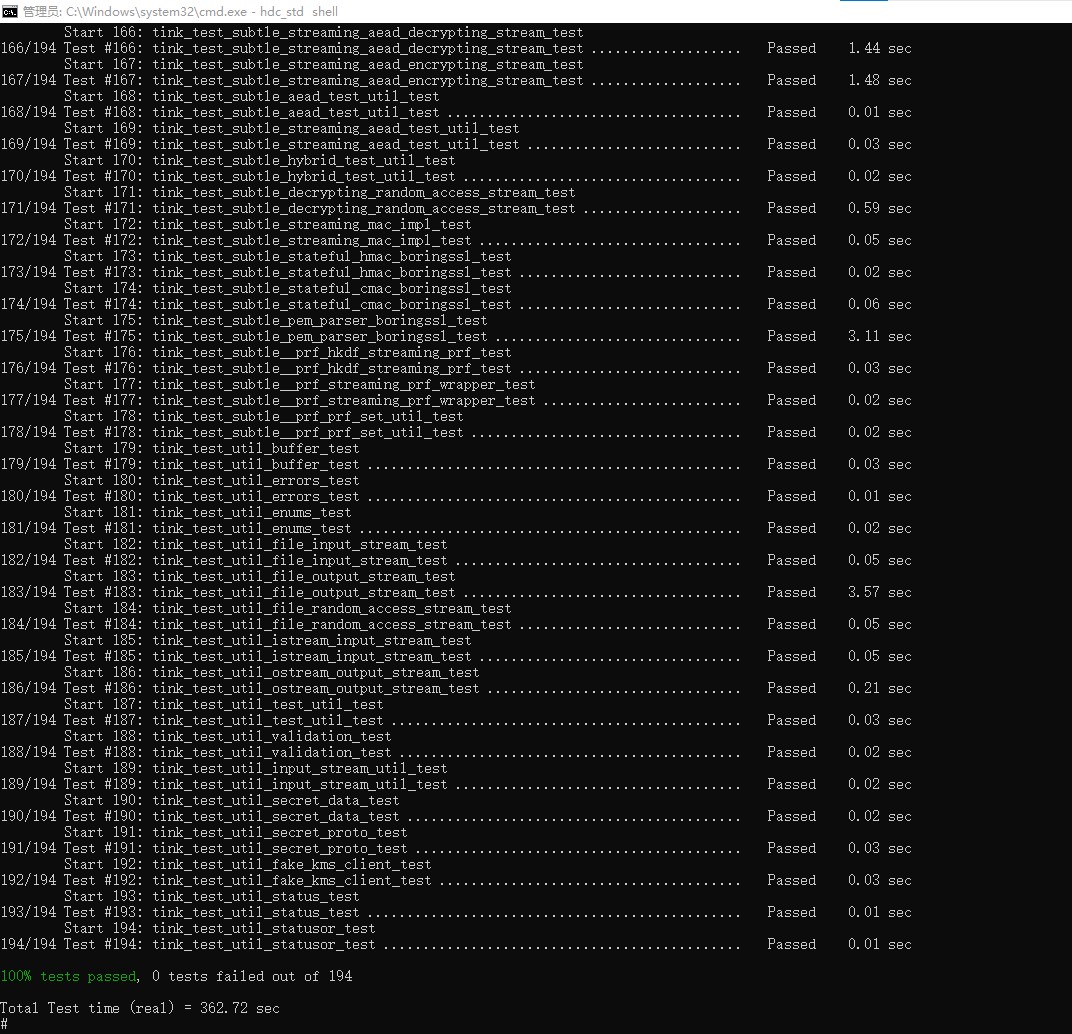 管理员: C:\Windows\system32\cmd.exe - hdc_std  shell
Start 166: tink_test_subtle_streaming_aead_decrypting_stream_test
166/194 Test #166: tink_test_subtle_streaming_aead_decrypting_stream_test ...................   Passed    1.44 sec
Start 167: tink_test_subtle_streaming_aead_encrypting_stream_test
167/194 Test #167: tink_test_subtle_streaming_aead_encrypting_stream_test ...................   Passed    1.48 sec
Start 168: tink_test_subtle_aead_test_util_test
168/194 Test #168: tink_test_subtle_aead_test_util_test .....................................   Passed    0.01 sec
Start 169: tink_test_subtle_streaming_aead_test_util_test
169/194 Test #169: tink_test_subtle_streaming_aead_test_util_test ...........................   Passed    0.03 sec
Start 170: tink_test_subtle_hybrid_test_util_test
170/194 Test #170: tink_test_subtle_hybrid_test_util_test ...................................   Passed    0.02 sec
Start 171: tink_test_subtle_decrypting_random_access_stream_test
171/194 Test #171: tink_test_subtle_decrypting_random_access_stream_test ....................   Passed    0.59 sec
Start 172: tink_test_subtle_streaming_mac_impl_test
172/194 Test #172: tink_test_subtle_streaming_mac_impl_test .................................   Passed    0.05 sec
Start 173: tink_test_subtle_stateful_hmac_boringssl_test
173/194 Test #173: tink_test_subtle_stateful_hmac_boringssl_test ............................   Passed    0.02 sec
Start 174: tink_test_subtle_stateful_cmac_boringssl_test
174/194 Test #174: tink_test_subtle_stateful_cmac_boringssl_test ............................   Passed    0.06 sec
Start 175: tink_test_subtle_pem_parser_boringssl_test
175/194 Test #175: tink_test_subtle_pem_parser_boringssl_test ...............................   Passed    3.11 sec
Start 176: tink_test_subtle__prf_hkdf_streaming_prf_test
176/194 Test #176: tink_test_subtle__prf_hkdf_streaming_prf_test ............................   Passed    0.03 sec
Start 177: tink_test_subtle__prf_streaming_prf_wrapper_test
177/194 Test #177: tink_test_subtle__prf_streaming_prf_wrapper_test .........................   Passed    0.02 sec
Start 178: tink_test_subtle__prf_prf_set_util_test
178/194 Test #178: tink_test_subtle__prf_prf_set_util_test ..................................   Passed    0.02 sec
Start 179: tink_test_util_buffer_test
179/194 Test #179: tink_test_util_buffer_test ...............................................   Passed    0.03 sec
Start 180: tink_test_util_errors_test
180/194 Test #180: tink_test_util_errors_test ...............................................   Passed    0.01 sec
Start 181: tink_test_util_enums_test
181/194 Test #181: tink_test_util_enums_test ................................................   Passed    0.02 sec
Start 182: tink_test_util_file_input_stream_test
182/194 Test #182: tink_test_util_file_input_stream_test ....................................   Passed    0.05 sec
Start 183: tink_test_util_file_output_stream_test
183/194 Test #183: tink_test_util_file_output_stream_test ...................................   Passed    3.57 sec
Start 184: tink_test_util_file_random_access_stream_test
184/194 Test #184: tink_test_util_file_random_access_stream_test ............................   Passed    0.05 sec
Start 185: tink_test_util_istream_input_stream_test
185/194 Test #185: tink_test_util_istream_input_stream_test .................................   Passed    0.05 sec
Start 186: tink_test_util_ostream_output_stream_test
186/194 Test #186: tink_test_util_ostream_output_stream_test ................................   Passed    0.21 sec
Start 187: tink_test_util_test_util_test
187/194 Test #187: tink_test_util_test_util_test ............................................   Passed    0.03 sec
Start 188: tink_test_util_validation_test
188/194 Test #188: tink_test_util_validation_test ...........................................   Passed    0.02 sec
Start 189: tink_test_util_input_stream_util_test
189/194 Test #189: tink_test_util_input_stream_util_test ....................................   Passed    0.02 sec
Start 190: tink_test_util_secret_data_test
190/194 Test #190: tink_test_util_secret_data_test ..........................................   Passed    0.02 sec
Start 191: tink_test_util_secret_proto_test
191/194 Test #191: tink_test_util_secret_proto_test .........................................   Passed    0.03 sec
Start 192: tink_test_util_fake_kms_client_test
192/194 Test #192: tink_test_util_fake_kms_client_test ......................................   Passed    0.03 sec
Start 193: tink_test_util_status_test
193/194 Test #193: tink_test_util_status_test ...............................................   Passed    0.01 sec
Start 194: tink_test_util_statusor_test
194/194 Test #194: tink_test_util_statusor_test .............................................   Passed    0.01 sec
100% tests passed, 0 tests failed out of 194
Total Test time (real) = 362.72 sec
#